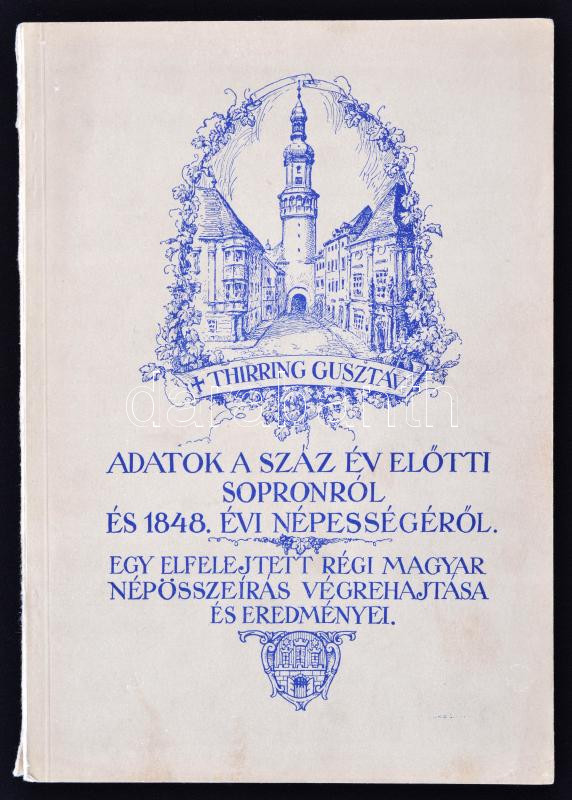 † THIRRING GUSZTÁV
darabanth
ADATOK A SZÁZ ÉV ELŐTTI
SOPRONRÓL
ÉS 1848. ÉVI NÉPESSÉGÉRŐL.
EGY ELFELEJTETT RÉGI MAGYAR
NÉPÖSSZEÍRÁS VÉGREHAJTÁSA
ÉS EREDMÉNYEI.